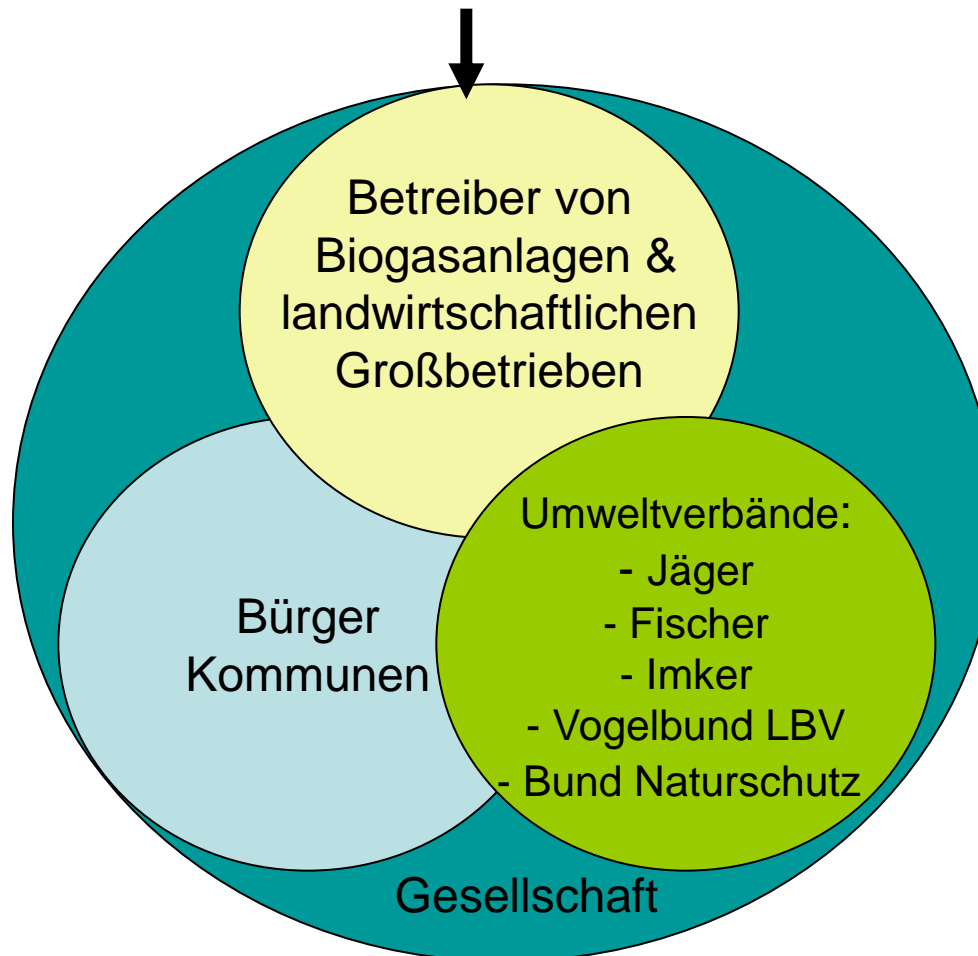 Betreiber von
Biogasanlagen &
landwirtschaftlichen
Großbetrieben
Bürger
Kommunen
Umweltverbände:
- Jäger
- Fischer
- Imker
- Vogelbund LBV
- Bund Naturschutz
Gesellschaft